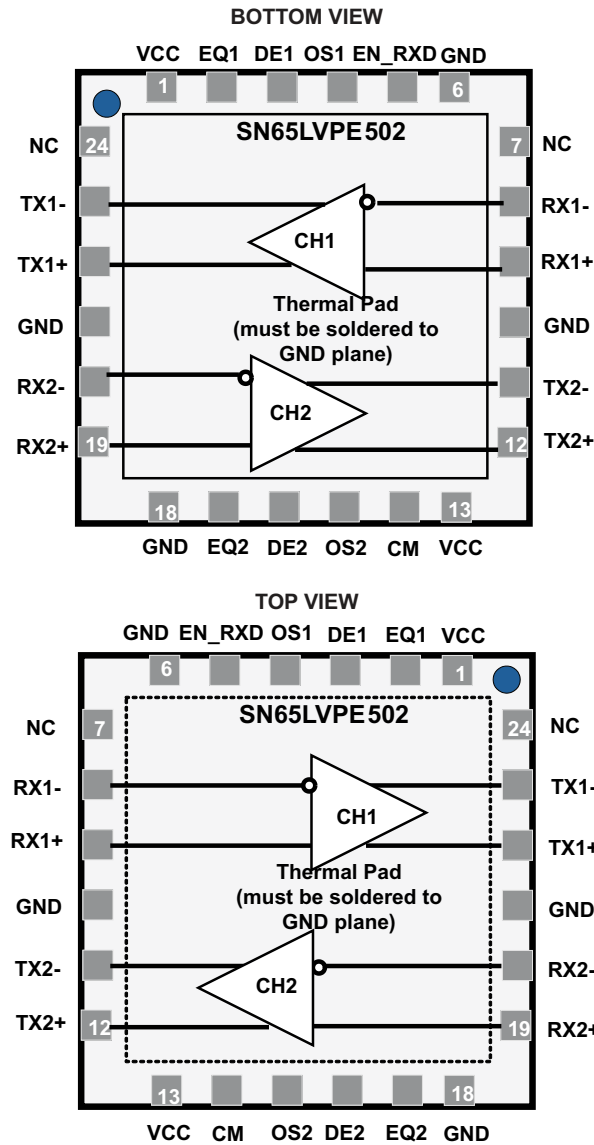 BOTTOM VIEW
VCC EQ1 DE1 OS1 EN_RXD GND
1 6
SN65LVPE502
NC 24 7 NC
TX1- RX1-
CH1
TX1+ RX1+
Thermal Pad
GND (must be soldered to GND
GND plane)
RX2- TX2-
CH2
RX2+ 19 12 TX2+
18 13
GND EQ2 DE2 OS2 CM VCC
TOP VIEW
GND EN_RXD OS1 DE1 EQ1 VCC
6 1
SN65LVPE502
NC 7 24 NC
RX1- TX1-
CH1
RX1+ TX1+
Thermal Pad
(must be soldered to
GND GND
GND plane)
TX2- RX2-
CH2
TX2+ 12 19 RX2+
13 18
VCC CM OS2 DE2 EQ2 GND